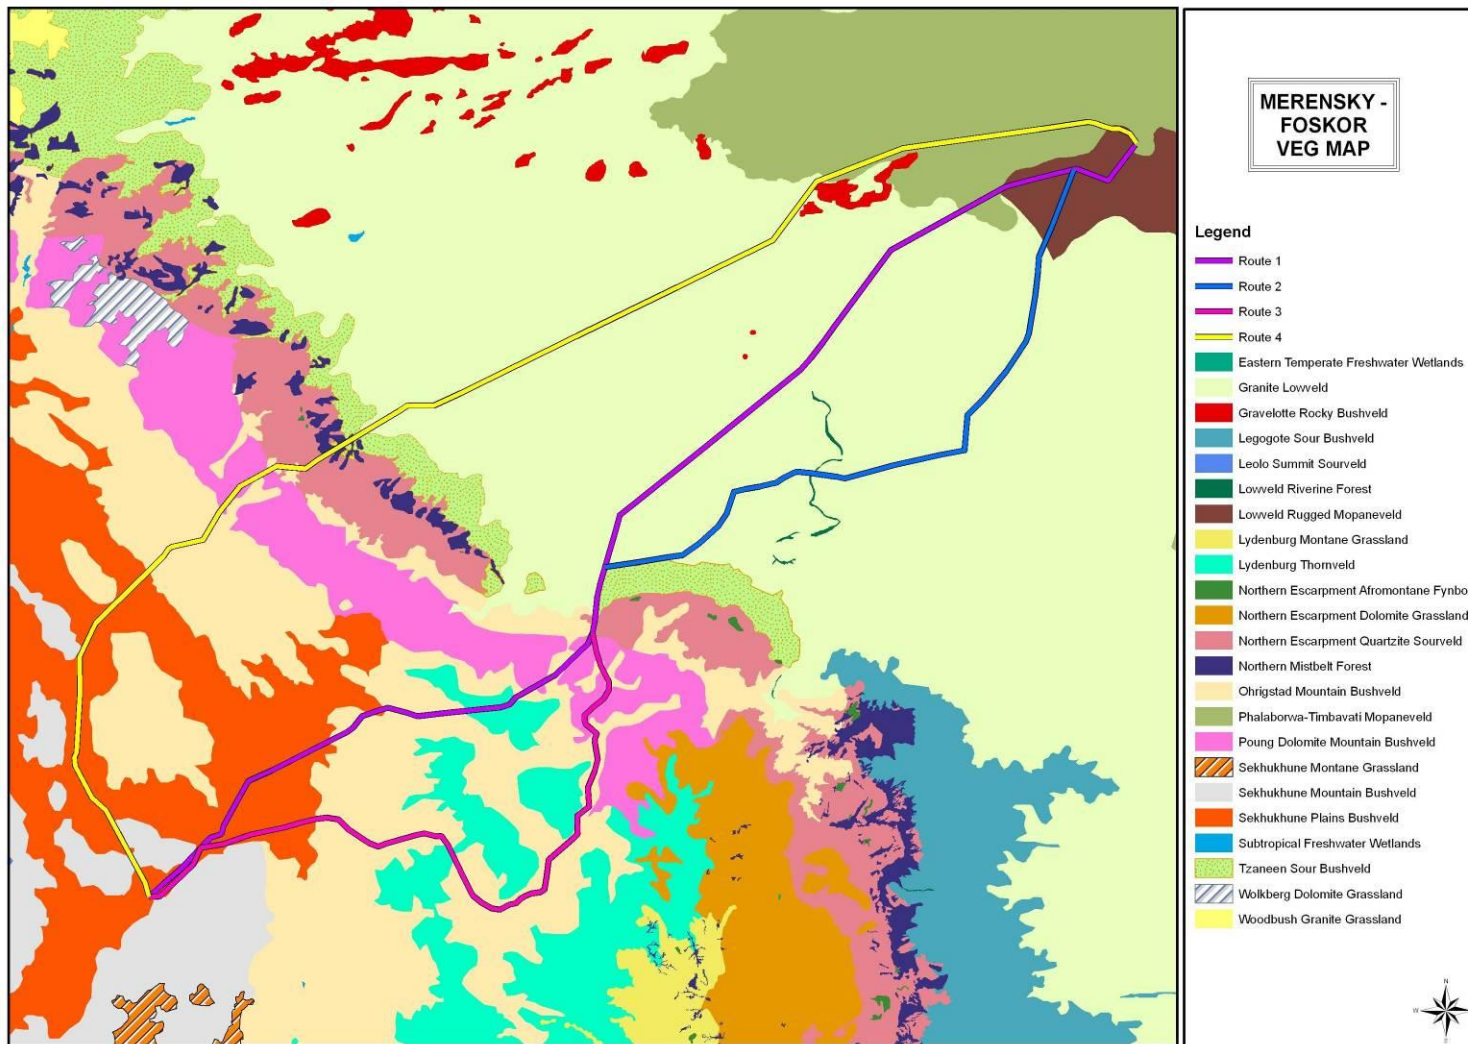 MERENSKY -
FOSKOR
VEG MAP
Legend
Route 1
Route 2
Route 3
Route 4
Eastern Temperate Freshwater Wetlands
Granite Lowveld
Gravelotte Rocky Bushveld
Legogote Sour Bushveld
Leolo Summit Sourveld
Lowveld Riverine Forest
Lowveld Rugged Mopaneveld
Lydenburg Montane Grassland
Lydenburg Thornveld
Northern Escarpment Afromontane Fynbo
Northern Escarpment Dolomite Grassland
Northern Escarpment Quartzite Sourveld
Northern Mistbelt Forest
Ohrigstad Mountain Bushveld
Phalaborwa-Timbavati Mopaneveld
Poung Dolomite Mountain Bushveld
Sekhukhune Montane Grassland
Sekhukhune Mountain Bushveld
Sekhukhune Plains Bushveld
Subtropical Freshwater Wetlands
Tzaneen Sour Bushveld
Wolkberg Dolomite Grassland
Woodbush Granite Grassland
N
W